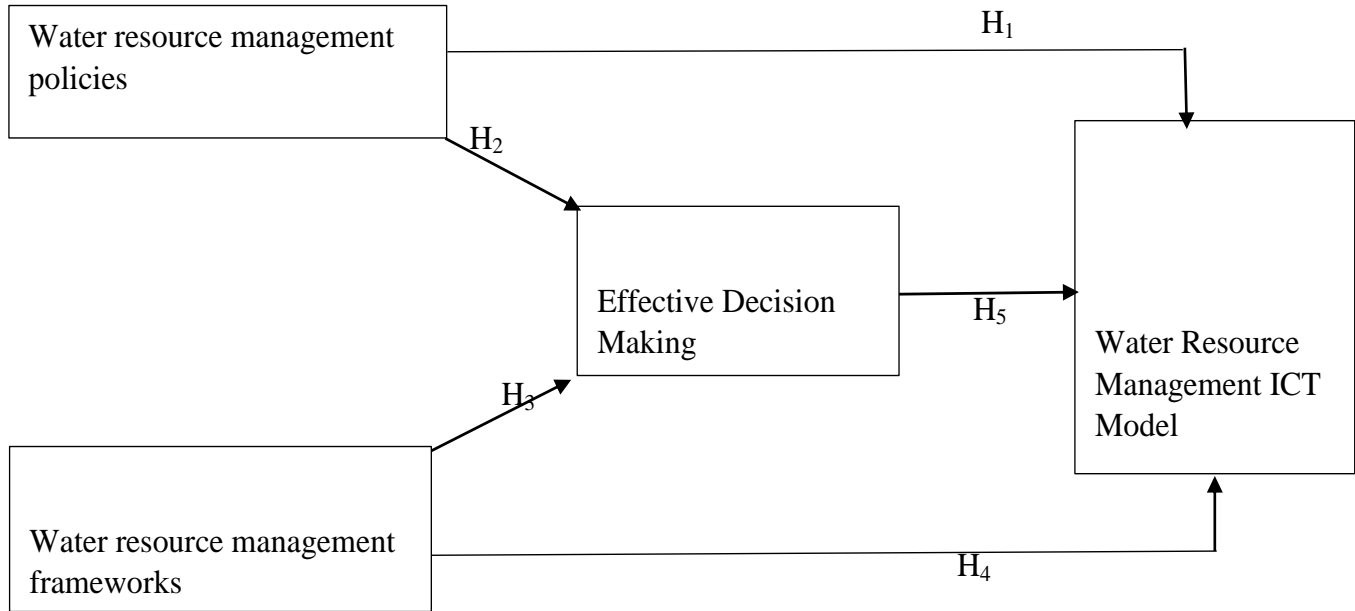 Water resource management
policies
H₁
H₂
Effective Decision
Making
H₅
Water Resource
Management ICT
Model
H₃
Water resource management
frameworks
H₄